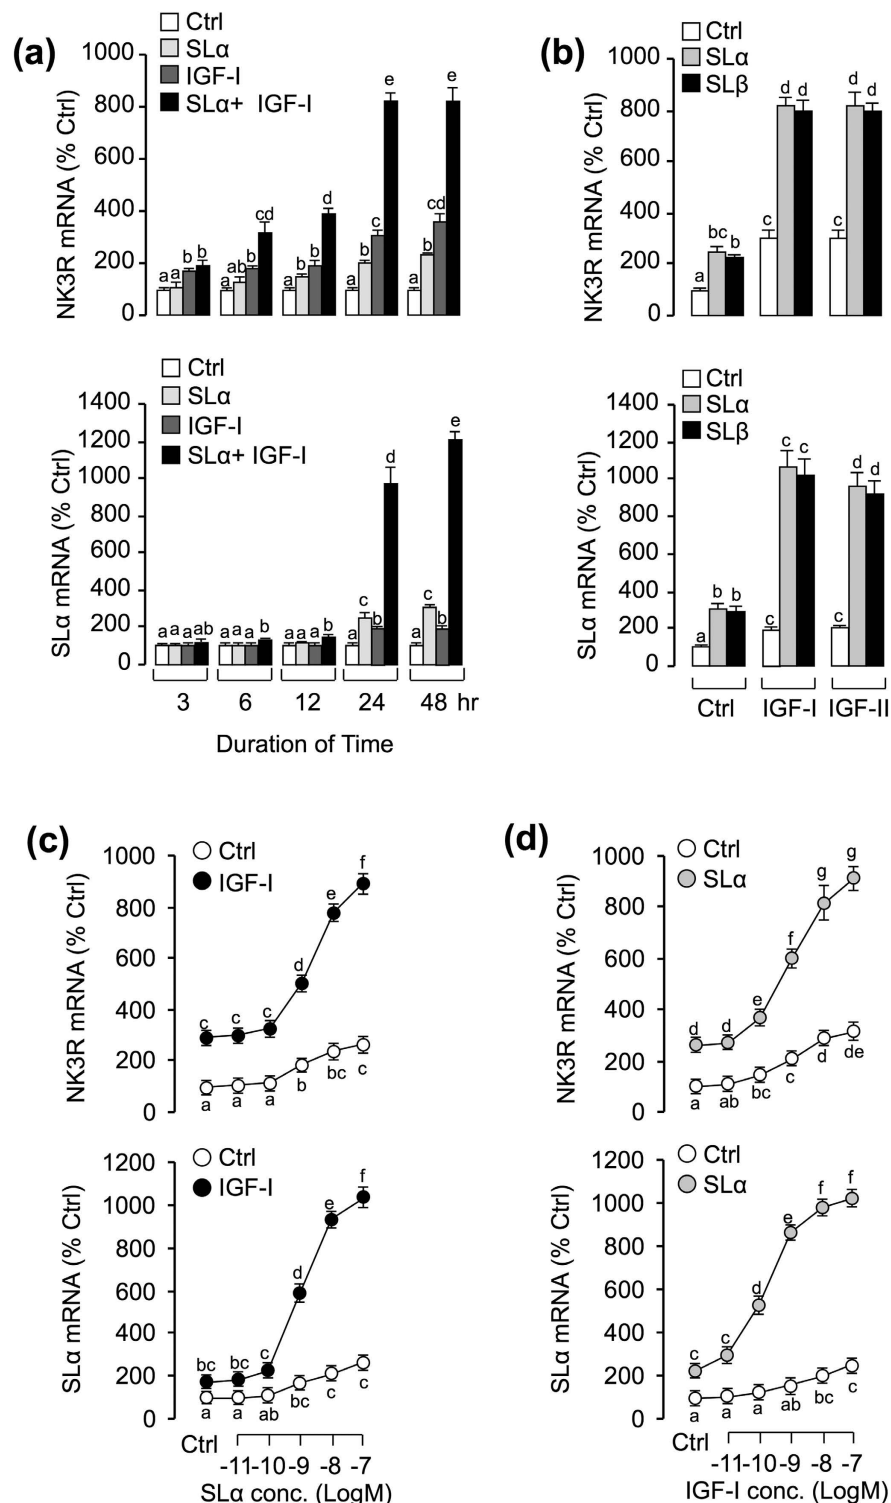 (a)
Ctrl
SLα
IGF-I
SLα+ IGF-I
NK3R mRNA (% Ctrl)
1000
800
600
400
200
0
a a b b
a ab b cd
a b b d
a b c e
a b cd e
Ctrl
SLα
IGF-I
SLα+ IGF-I
SLα mRNA (% Ctrl)
1400
1200
1000
800
600
400
200
0
a a a ab
a a a b
a a a b
a c b d
a c b e
3 6 12 24 48 hr
Duration of Time
(b)
Ctrl
SLα
SLβ
NK3R mRNA (% Ctrl)
1000
800
600
400
200
0
a bc b
c d d
c d d
Ctrl
SLα
SLβ
SLα mRNA (% Ctrl)
1400
1200
1000
800
600
400
200
0
a b b
c c c
c d d
Ctrl IGF-I IGF-II
(c)
Ctrl
IGF-I
NK3R mRNA (% Ctrl)
1000
800
600
400
200
0
c c c d e f
a a a b bc c
Ctrl
IGF-I
SLα mRNA (% Ctrl)
1200
1000
800
600
400
200
0
bc bc c d e f
a a ab bc c c
Ctrl
-11 -10 -9 -8 -7
SLα conc. (LogM)
(d)
Ctrl
SLα
NK3R mRNA (% Ctrl)
1000
800
600
400
200
0
d d e f g g
a ab bc c d de
Ctrl
SLα
SLα mRNA (% Ctrl)
1200
1000
800
600
400
200
0
c c d e f f
a a a ab bc c
Ctrl
-11 -10 -9 -8 -7
IGF-I conc. (LogM)